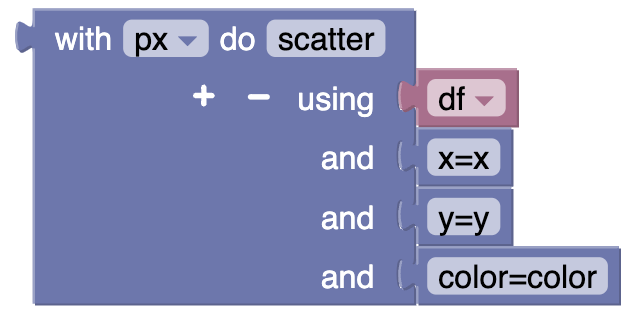 with px do scatter
+ - using df
and x=x
and y=y
and color=color